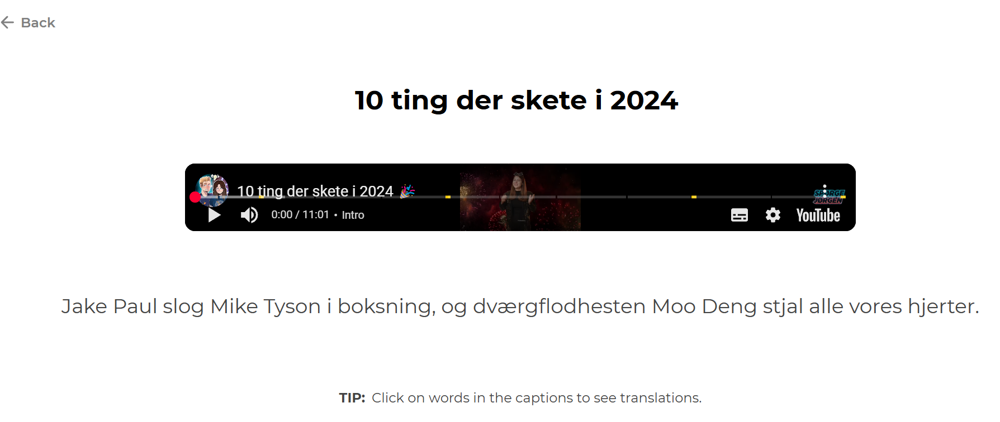 Back
10 ting der skete i 2024
10 ting der skete i 2024 🎉
SPØRGE
JØRGEN
0:00 / 11:01 • Intro
YouTube
Jake Paul slog Mike Tyson i boksning, og dværgflodhesten Moo Deng stjal alle vores hjerter.
TIP: Click on words in the captions to see translations.